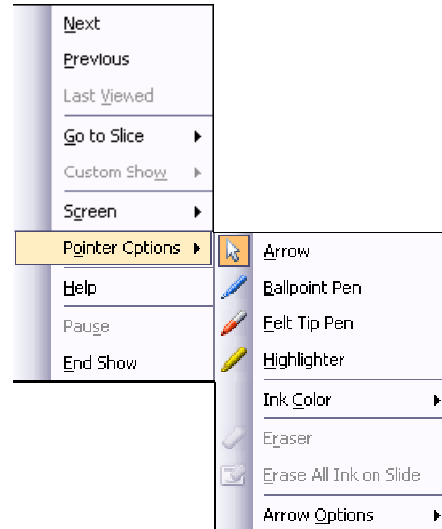 Next
Previous
Last Viewed
Go to Slice
Custom Show
Screen
Pointer Options
Help
Pause
End Show
Arrow
Ballpoint Pen
Felt Tip Pen
Highlighter
Ink Color
Eraser
Erase All Ink on Slide
Arrow Options